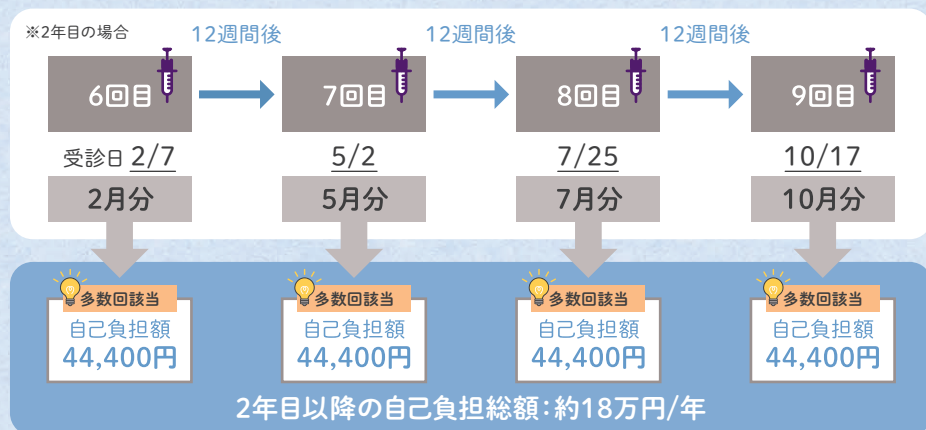 ※2年目の場合
12週間後
12週間後
12週間後
6回目
7回目
8回目
9回目
受診日 2/7
5/2
7/25
10/17
2月分
5月分
7月分
10月分
多数回該当
自己負担額
44,400円
多数回該当
自己負担額
44,400円
多数回該当
自己負担額
44,400円
多数回該当
自己負担額
44,400円
2年目以降の自己負担総額:約18万円/年